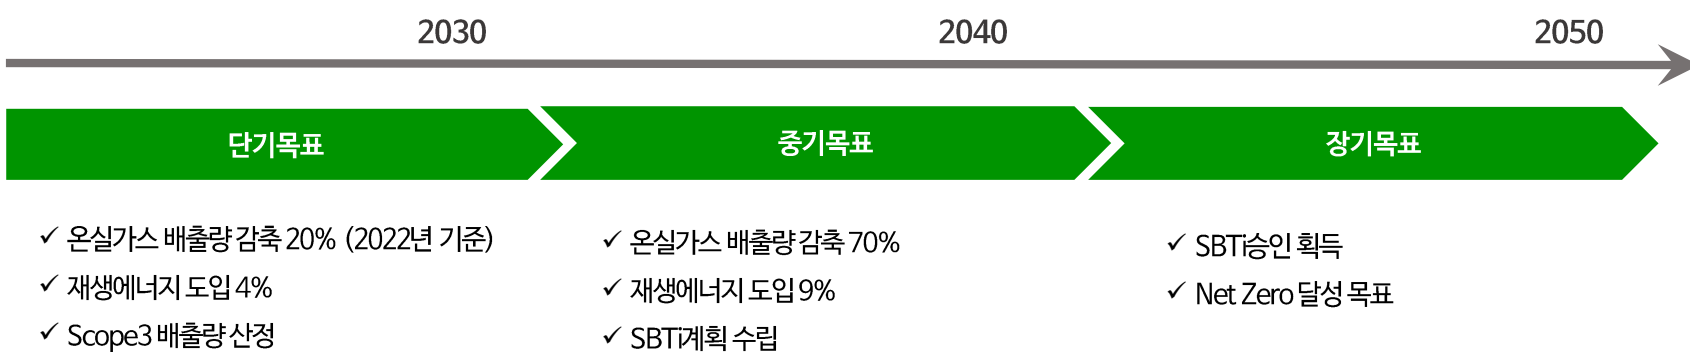 2030
2040
2050
단기목표
중기목표
장기목표
✓ 온실가스 배출량 감축 20% (2022년 기준)
✓ 재생에너지 도입 4%
✓ Scope3 배출량 산정
✓ 온실가스 배출량 감축 70%
✓ 재생에너지 도입 9%
✓ SBTi계획 수립
✓ SBTi승인 획득
✓ Net Zero 달성 목표